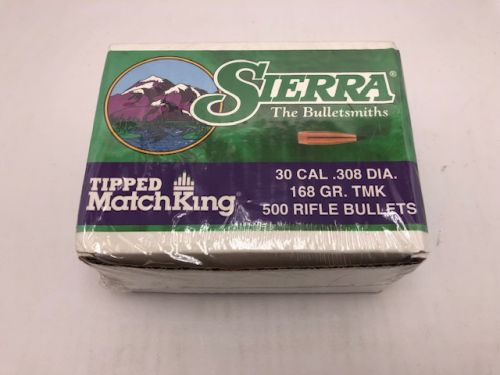 SIERRA®
The Bulletsmiths
TIPPED
MatchKing®
30 CAL .308 DIA.
168 GR. TMK
500 RIFLE BULLETS